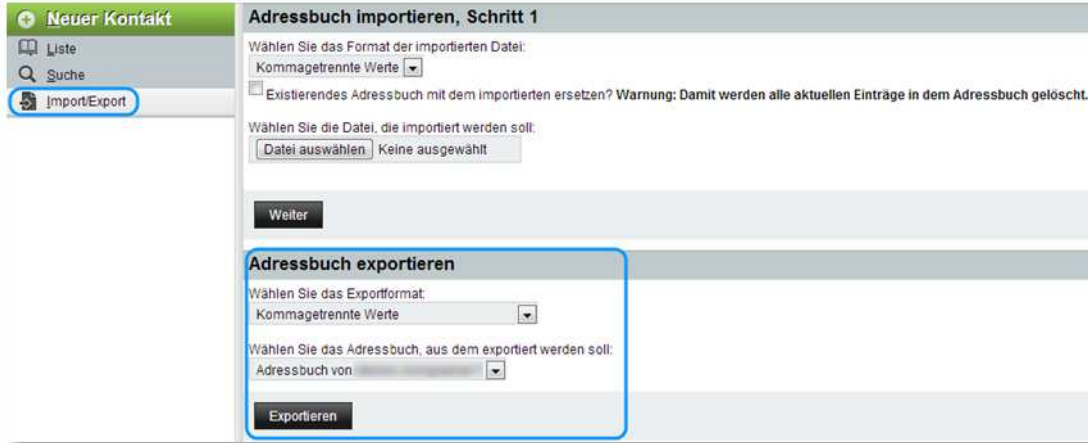 Neuer Kontakt
Liste
Suche
Import/Export
Adressbuch importieren, Schritt 1
Wählen Sie das Format der importierten Datei:
Kommagetrennte Werte
Existierendes Adressbuch mit dem importierten ersetzen? Warnung: Damit werden alle aktuellen Einträge in dem Adressbuch gelöscht.
Wählen Sie die Datei, die importiert werden soll:
Datei auswählen Keine ausgewählt
Weiter
Adressbuch exportieren
Wählen Sie das Exportformat:
Kommagetrennte Werte
Wählen Sie das Adressbuch, aus dem exportiert werden soll:
Adressbuch von
Exportieren